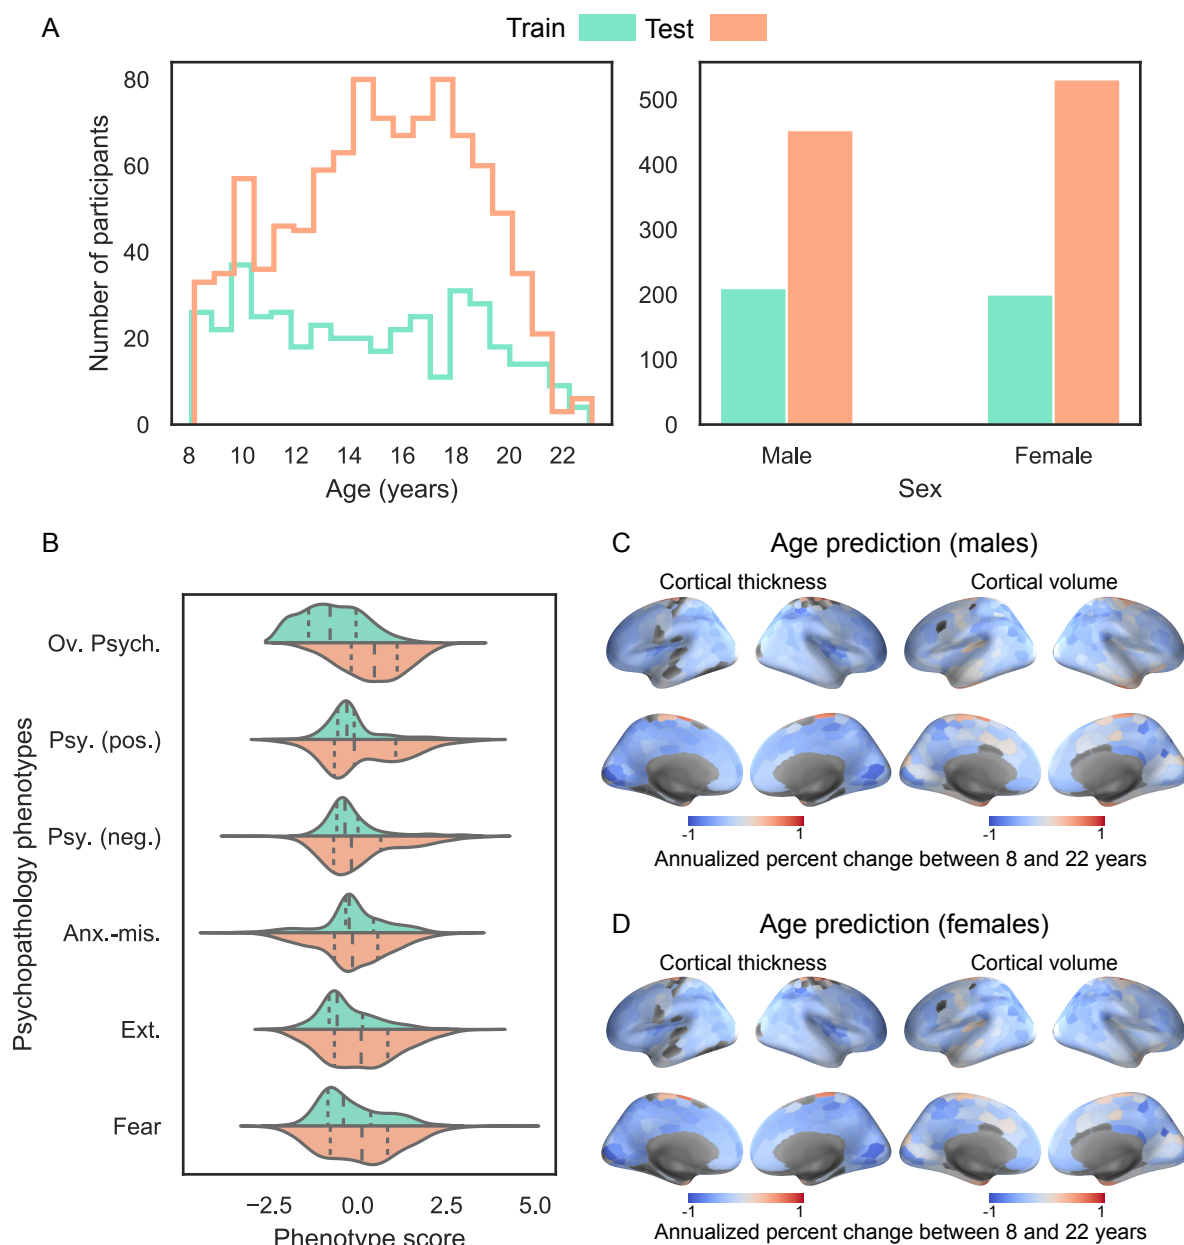 A
Train Test
Number of participants
80
60
40
20
0
8 10 12 14 16 18 20 22
Age (years)
500
400
300
200
100
0
Male Female
Sex
B
Psychopathology phenotypes
Ov. Psych.
Psy. (pos.)
Psy. (neg.)
Anx.-mis.
Ext.
Fear
−2.5 0.0 2.5 5.0
Phenotype score
C
Age prediction (males)
Cortical thickness Cortical volume
-1 1 -1 1
Annualized percent change between 8 and 22 years
D
Age prediction (females)
Cortical thickness Cortical volume
-1 1 -1 1
Annualized percent change between 8 and 22 years